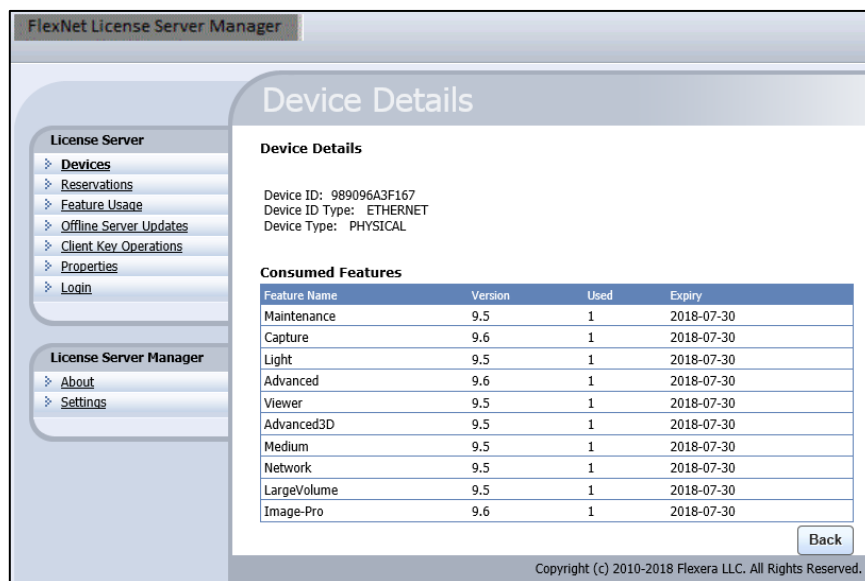 FlexNet License Server Manager
Device Details
License Server
Devices
Reservations
Feature Usage
Offline Server Updates
Client Key Operations
Properties
Login
License Server Manager
About
Settings
Device Details
Device ID: 989096A3F167
Device ID Type: ETHERNET
Device Type: PHYSICAL
Consumed Features
Feature Name Version Used Expiry
Maintenance 9.5 1 2018-07-30
Capture 9.6 1 2018-07-30
Light 9.5 1 2018-07-30
Advanced 9.6 1 2018-07-30
Viewer 9.5 1 2018-07-30
Advanced3D 9.5 1 2018-07-30
Medium 9.5 1 2018-07-30
Network 9.5 1 2018-07-30
LargeVolume 9.5 1 2018-07-30
Image-Pro 9.6 1 2018-07-30
Back
Copyright (c) 2010-2018 Flexera LLC. All Rights Reserved.